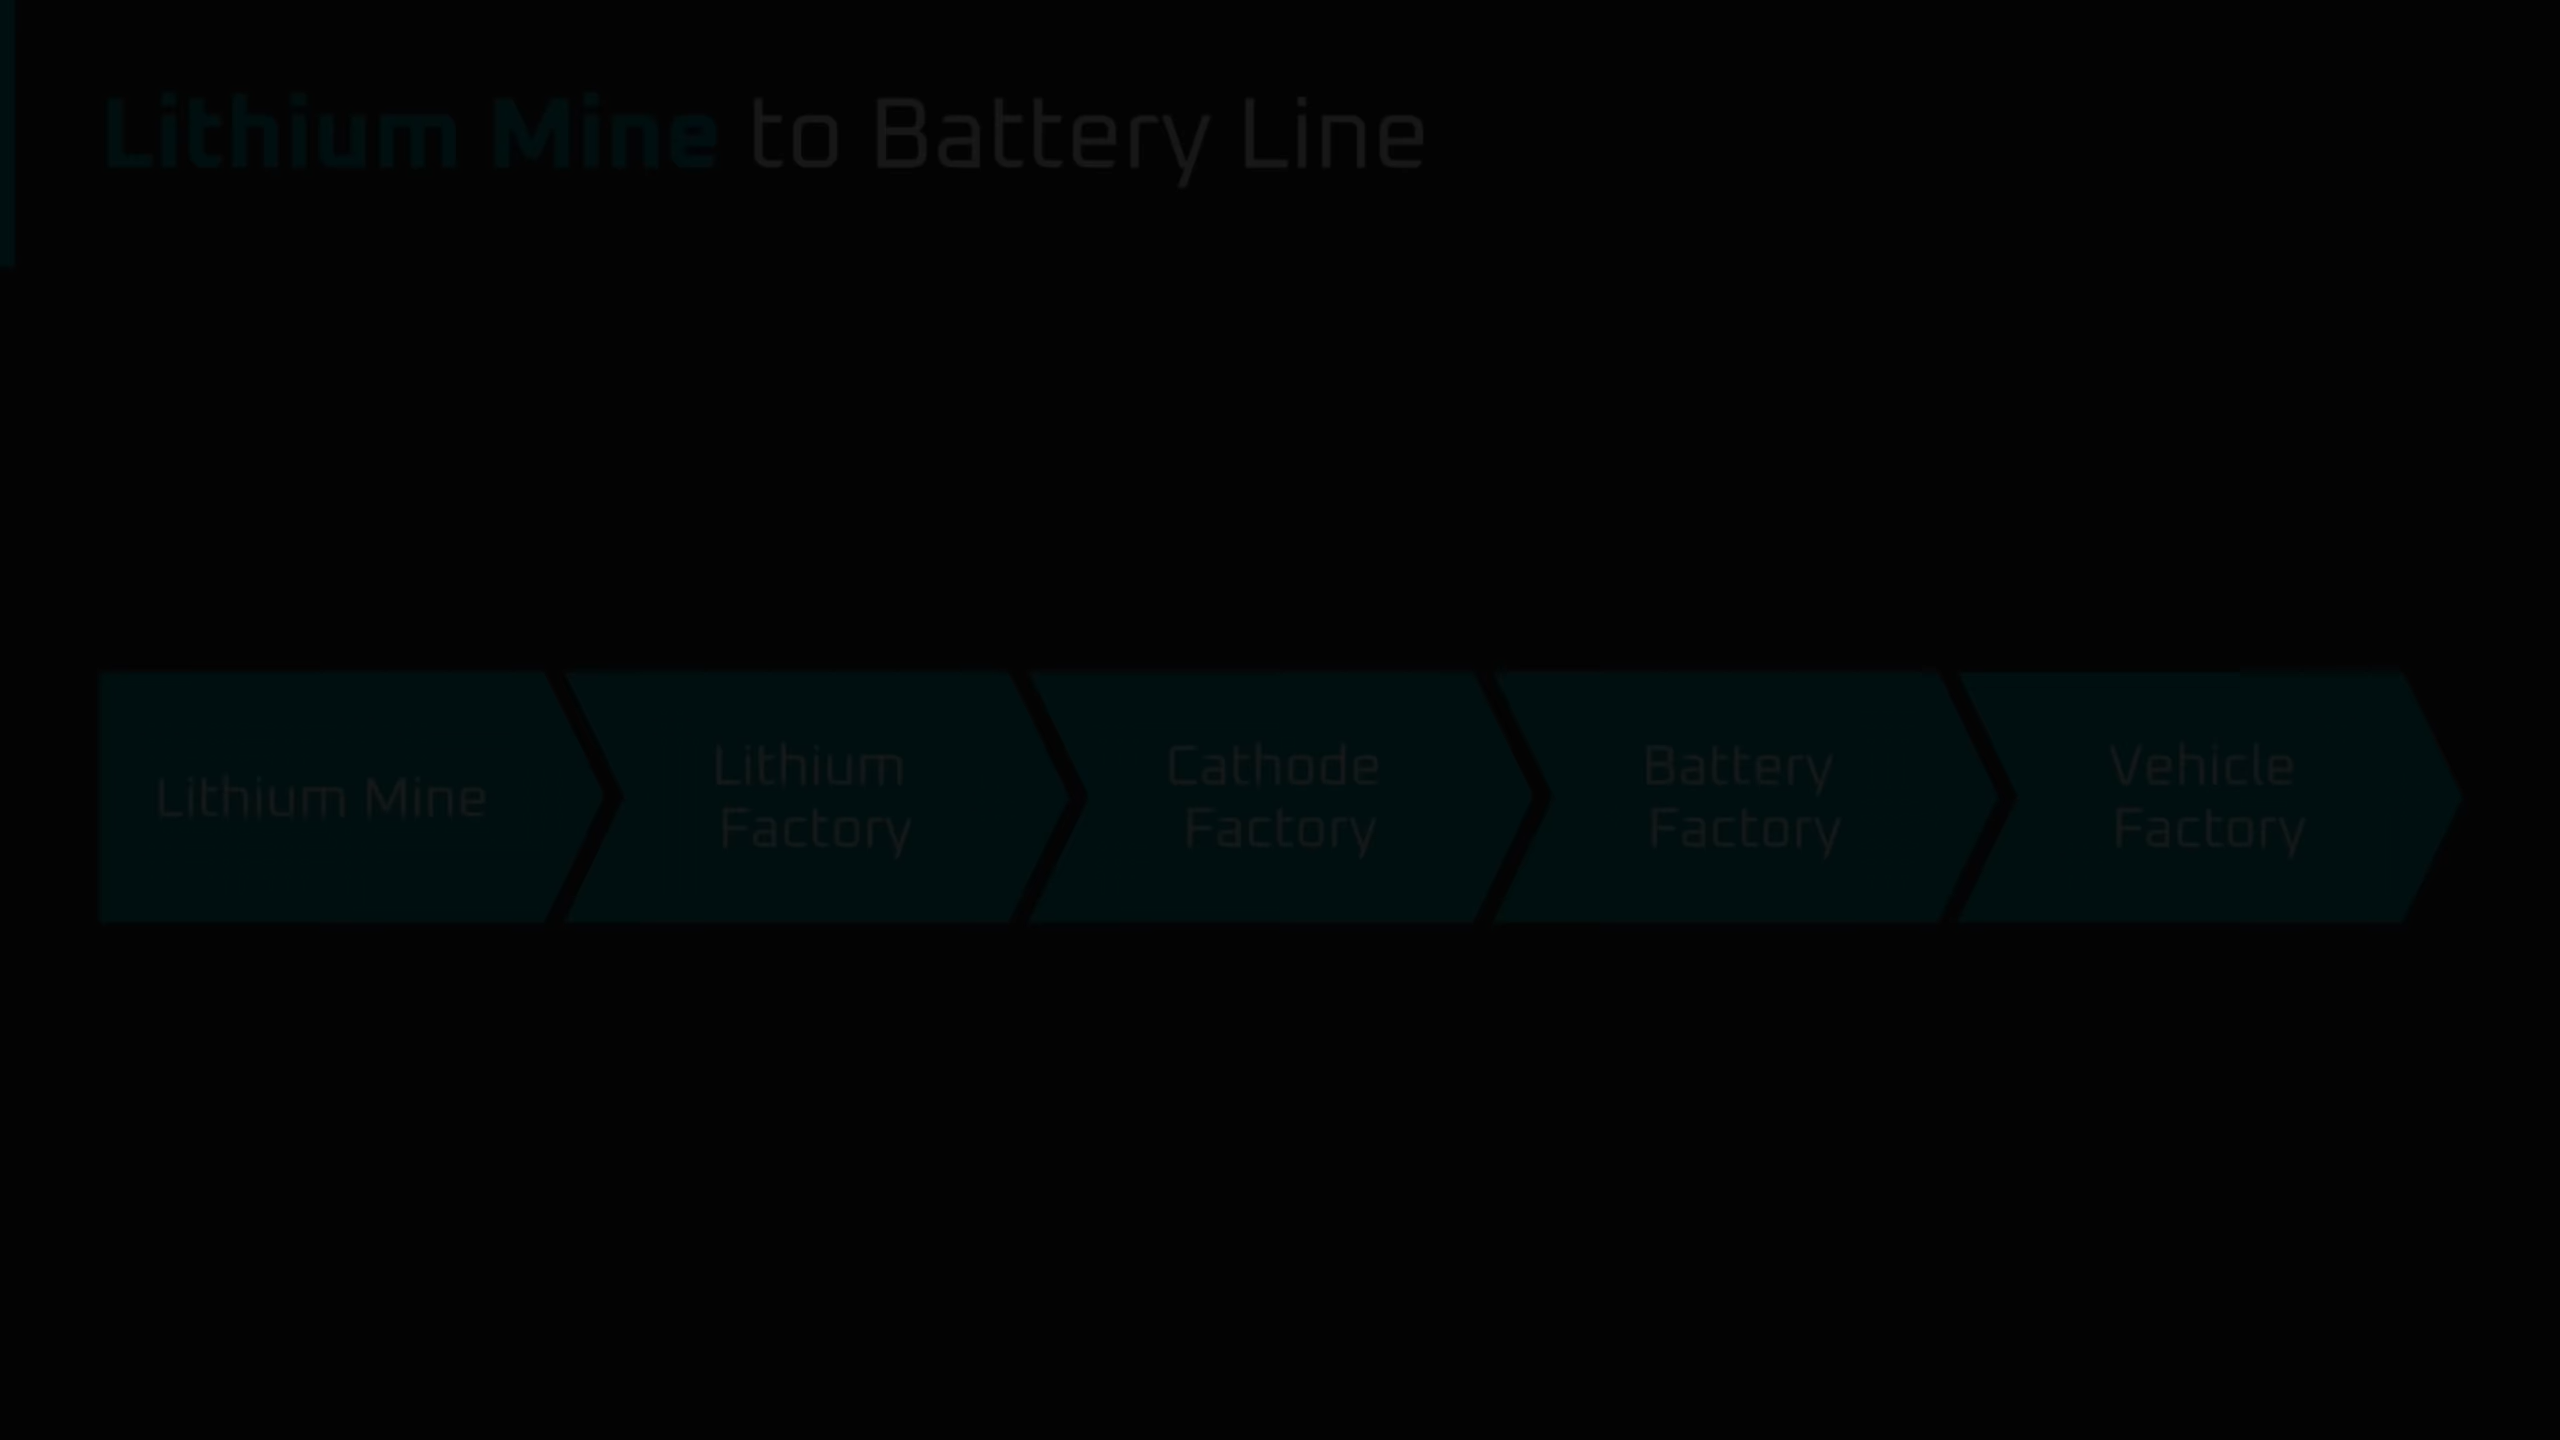 Lithium Mine to Battery Line
Lithium Mine
Lithium
Factory
Cathode
Factory
Battery
Factory
Vehicle
Factory